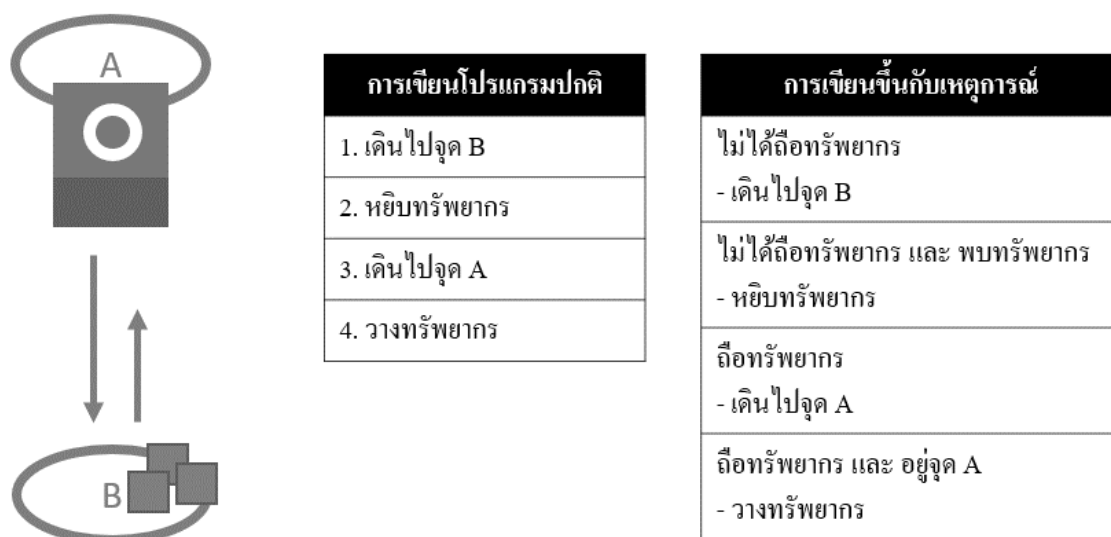 A
B
การเขียนโปรแกรมปกติ
1. เดินไปจุด B
2. หยิบทรัพยากร
3. เดินไปจุด A
4. วางทรัพยากร
การเขียนขึ้นกับเหตุการณ์
ไม่ได้ถือทรัพยากร
- เดินไปจุด B
ไม่ได้ถือทรัพยากร และ พบทรัพยากร
- หยิบทรัพยากร
ถือทรัพยากร
- เดินไปจุด A
ถือทรัพยากร และ อยู่จุด A
- วางทรัพยากร